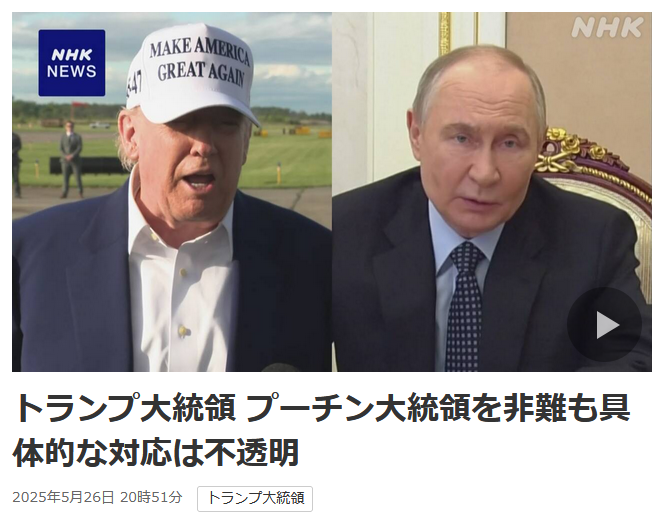 NHK
NEWS
MAKE AMERICA
GREAT AGAIN
NHK
トランプ大統領 プーチン大統領を非難も具
体的な対応は不透明
2025年5月26日 20時51分
トランプ大統領